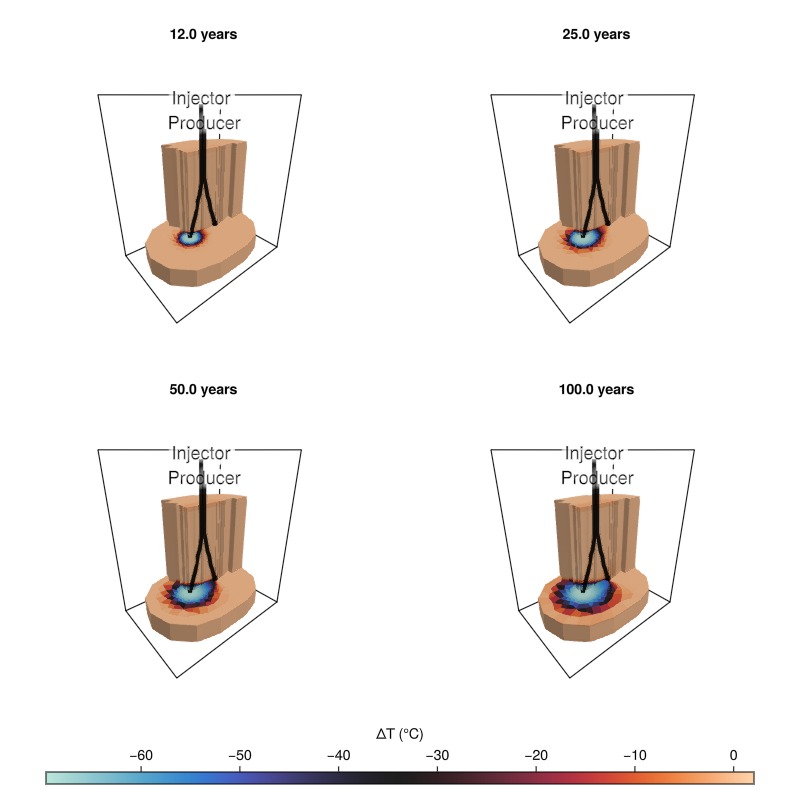 12.0 years
25.0 years
Injector
Producer
Injector
Producer
50.0 years
100.0 years
Injector
Producer
Injector
Producer
ΔT (°C)
−60 −50 −40 −30 −20 −10 0